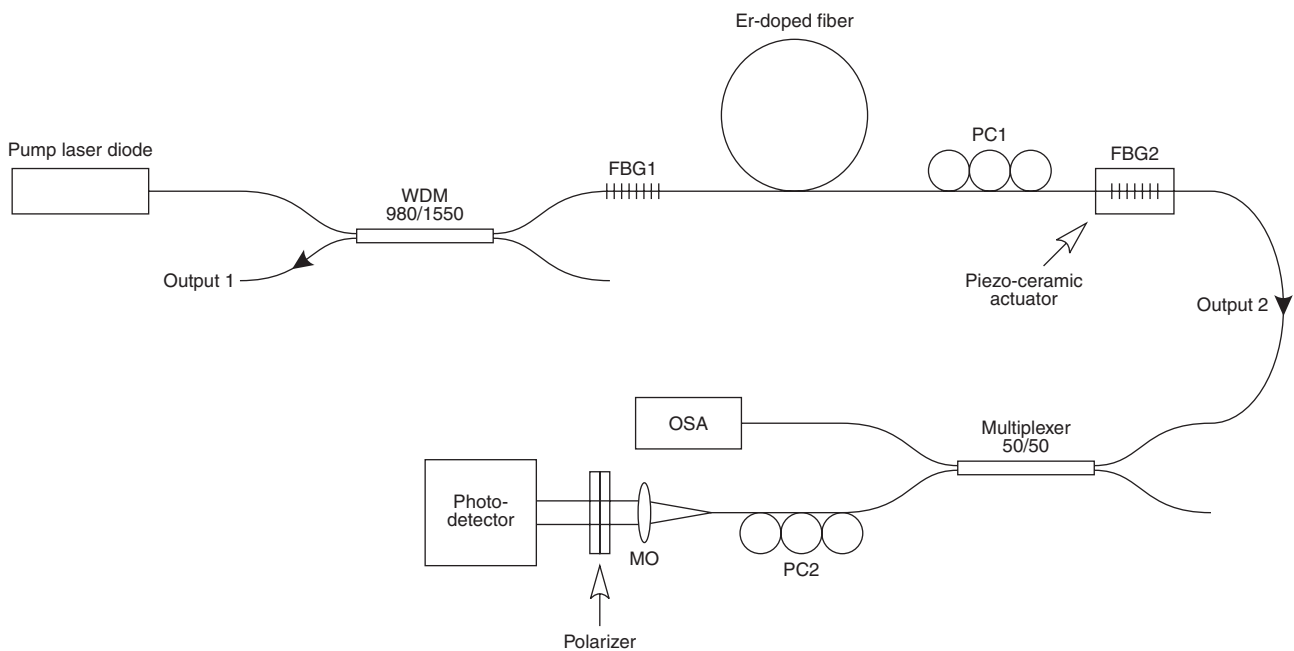 Er-doped fiber
Pump laser diode
WDM
980/1550
FBG1
PC1
FBG2
Output 1
Piezo-ceramic
actuator
Output 2
OSA
Multiplexer
50/50
Photo-
detector
MO
PC2
Polarizer